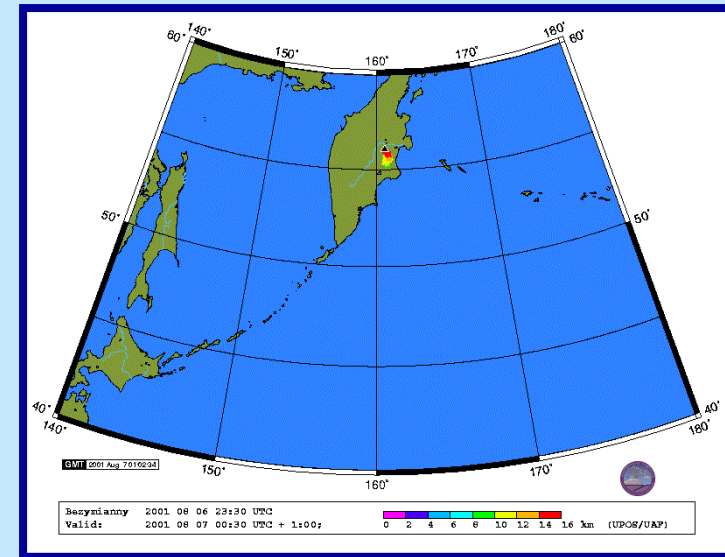 140° 150° 160° 170° 180°
60° 60°
50° 50°
40° 40°
140° 150° 160° 170° 180°
GMT 2001 Aug 7 01:02:34
Bezymianny 2001 08 06 23:30 UTC
Valid: 2001 08 07 00:30 UTC + 1:00;
0 2 4 6 8 10 12 14 16 km (UPOS/UAF)